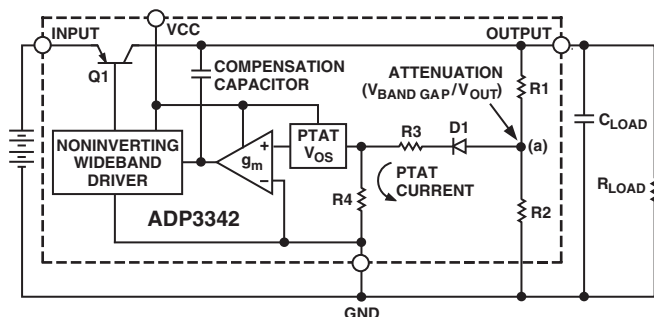 INPUT
VCC
OUTPUT
Q1
COMPENSATION
CAPACITOR
ATTENUATION
(VBAND GAP/VOUT)
R1
CLOAD
NONINVERTING
WIDEBAND
DRIVER
gm
+
−
PTAT
VOS
R3
D1
(a)
PTAT
CURRENT
R4
R2
RLOAD
ADP3342
GND